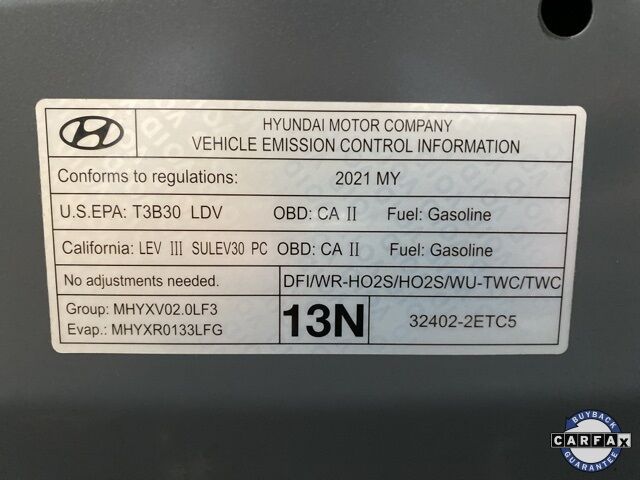 HYUNDAI MOTOR COMPANY
VEHICLE EMISSION CONTROL INFORMATION
Conforms to regulations: 2021 MY
U.S.EPA: T3B30 LDV OBD: CA II Fuel: Gasoline
California: LEV III SULEV30 PC OBD: CA II Fuel: Gasoline
No adjustments needed. DFI/WR-HO2S/HO2S/WU-TWC/TWC
Group: MHYXV02.0LF3
Evap.: MHYXR0133LFG
13N
32402-2ETC5
BUYBACK
CARFAX
GUARANTEE